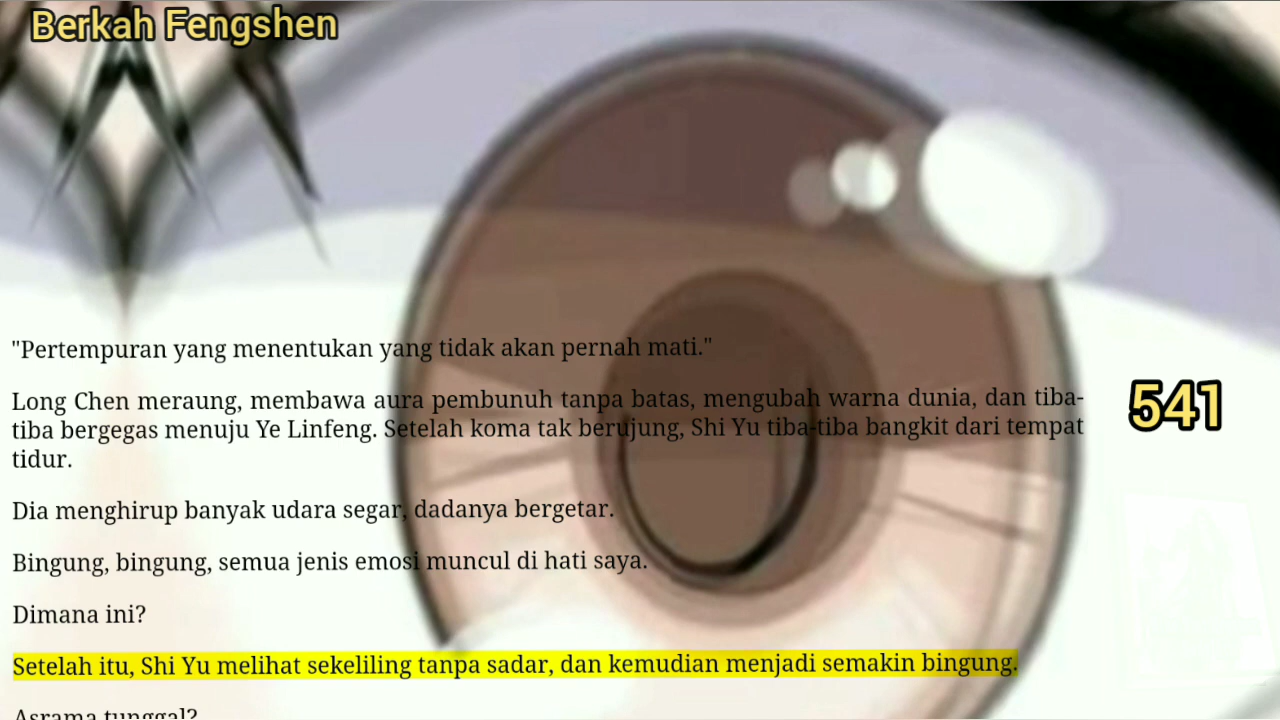 Berkah Fengshen
"Pertempuran yang menentukan yang tidak akan pernah mati."
Long Chen meraung, membawa aura pembunuh tanpa batas, mengubah warna dunia, dan tiba-
tiba bergegas menuju Ye Linfeng. Setelah koma tak berujung, Shi Yu tiba-tiba bangkit dari tempat
tidur.
541
Dia menghirup banyak udara segar, dadanya bergetar.
Bingung, bingung, semua jenis emosi muncul di hati saya.
Dimana ini?
Setelah itu, Shi Yu melihat sekeliling tanpa sadar, dan kemudian menjadi semakin bingung.
Asrama tunggal?